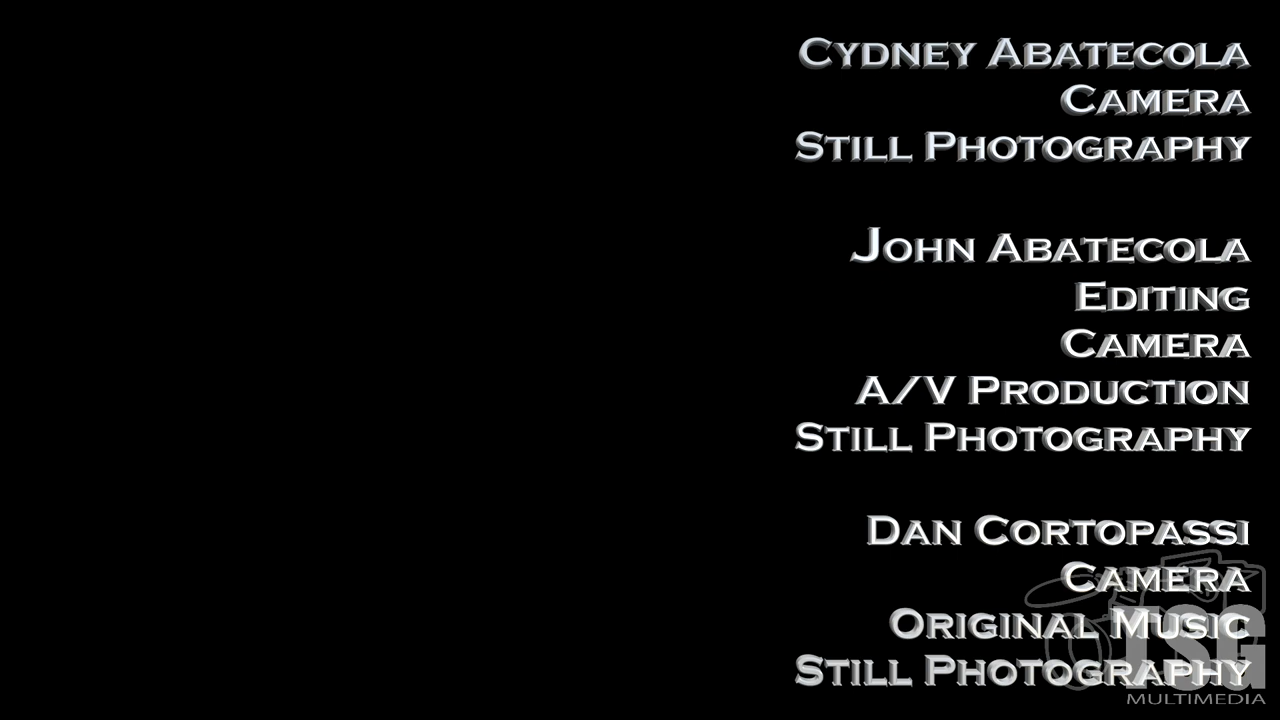 Cydney Abatecola
Camera
Still Photography
John Abatecola
Editing
Camera
A/V Production
Still Photography
Dan Cortopassi
Camera
Original Music
Still Photography
TSG
MULTIMEDIA